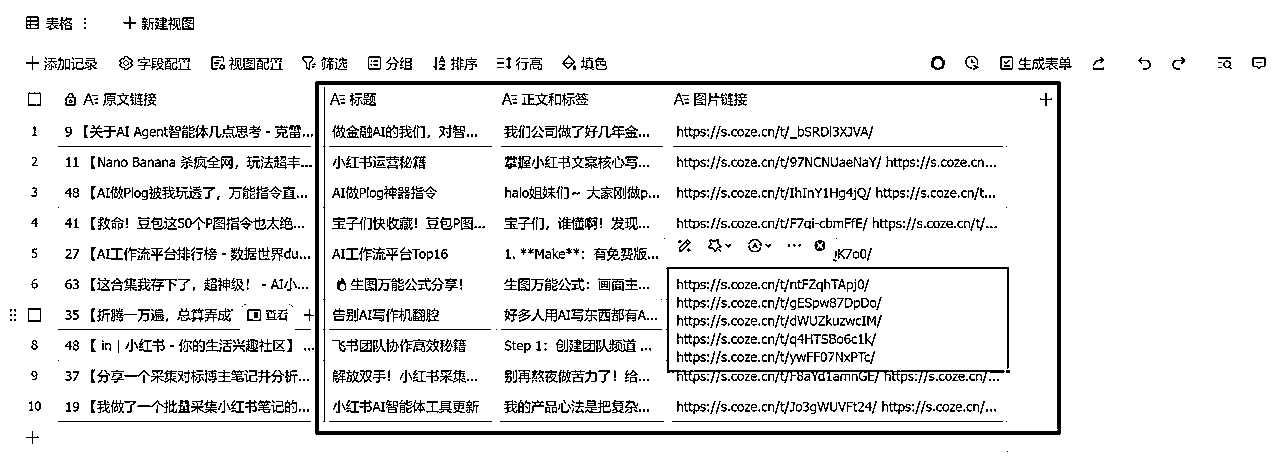 表格 ⋮ + 新建视图
+ 添加记录 字段配置 视图配置 筛选 分组 排序 行高 填色 生成表单
原文链接 标题 正文和标签 图片链接 +
1 9 【关于AI Agent智能体几点思考 - 克雷... 做金融AI的我们，对智... 我们公司做了好几年金... https://s.coze.cn/t/_bSRDl3XJVA/
2 11 【Nano Banana 杀疯全网，玩法超丰... 小红书运营秘籍 掌握小红书文案核心写... https://s.coze.cn/t/97NCNUaeNaY/ https://s.coze.cn...
3 48 【AI做Plog被我玩透了，万能指令直... AI做Plog神器指令 halo姐妹们~ 大家刚做p... https://s.coze.cn/t/IhInY1Hg4jQ/ https://s.coze.cn/t...
4 41 【救命！豆包这50个P图指令也太绝... 宝子们快收藏！豆包P图... 宝子们，谁懂啊！发现... https://s.coze.cn/t/F7qi-cbmFfE/ https://s.coze.cn/t/...
5 27 【AI工作流平台排行榜 - 数据世界du... AI工作流平台Top16 1. **Make**：有免费版... K7o0/
6 63 【这合集我存下了，超神级！ - AI小... 🔥生图万能公式分享！ 生图万能公式：画面主... https://s.coze.cn/t/ntFZqhTApj0/
https://s.coze.cn/t/gESpw87DpDo/
35 【折腾一万遍，总算弄成 查看 + 告别AI写作机翻腔 好多人用AI写东西都有A... https://s.coze.cn/t/dWUZkuzwcIM/
https://s.coze.cn/t/q4HTS8o6c1k/
8 48 【 in | 小红书 - 你的生活兴趣社区】 ... 飞书团队协作高效秘籍 Step 1：创建团队频道 ... https://s.coze.cn/t/ywFF07NxPTc/
9 37 【分享一个采集对标博主笔记并分析... 解放双手！小红书采集... 别再熬夜做苦力了！给... https://s.coze.cn/t/F8aYd1amnGE/ https://s.coze.cn/...
10 19 【我做了一个批量采集小红书笔记的... 小红书AI智能体工具更新 我的产品心法是把复杂... https://s.coze.cn/t/Jo3gWUVFt24/ https://s.coze.cn/...
+